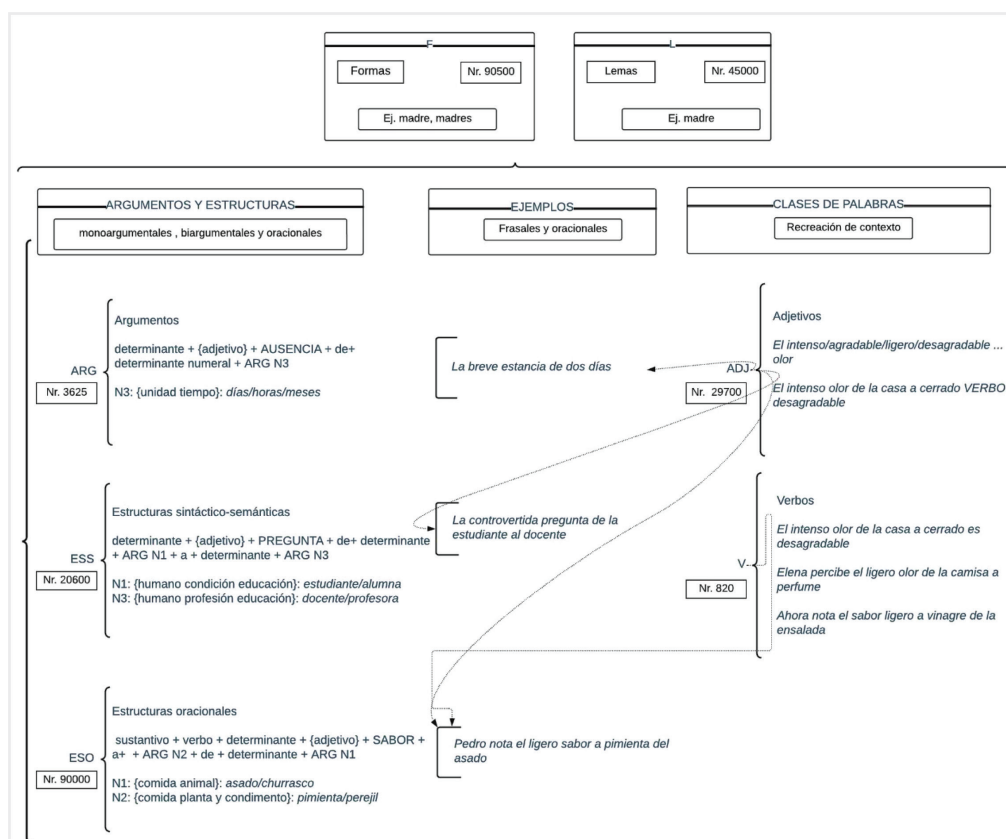 F
Formas
Nr. 90500
Ej. madre, madres
L
Lemas
Nr. 45000
Ej. madre
ARGUMENTOS Y ESTRUCTURAS
monoargumentales , biargumentales y oracionales
EJEMPLOS
Frasales y oracionales
CLASES DE PALABRAS
Recreación de contexto
ARG
Nr. 3625
Argumentos
determinante + {adjetivo} + AUSENCIA + de+
determinante numeral + ARG N3
N3: {unidad tiempo}: días/horas/meses
La breve estancia de dos días
ADJ
Nr. 29700
Adjetivos
El intenso/agradable/ligero/desagradable ...
olor
El intenso olor de la casa a cerrado VERBO
desagradable
ESS
Nr. 20600
Estructuras sintáctico-semánticas
determinante + {adjetivo} + PREGUNTA + de+ determinante
+ ARG N1 + a + determinante + ARG N3
N1: {humano condición educación}: estudiante/alumna
N3: {humano profesión educación}: docente/profesora
La controvertida pregunta de la
estudiante al docente
V
Nr. 820
Verbos
El intenso olor de la casa a cerrado es
desagradable
Elena percibe el ligero olor de la camisa a
perfume
Ahora nota el sabor ligero a vinagre de la
ensalada
ESO
Nr. 90000
Estructuras oracionales
sustantivo + verbo + determinante + {adjetivo} + SABOR +
a+ + ARG N2 + de + determinante + ARG N1
N1: {comida animal}: asado/churrasco
N2: {comida planta y condimento}: pimienta/perejil
Pedro nota el ligero sabor a pimienta del
asado